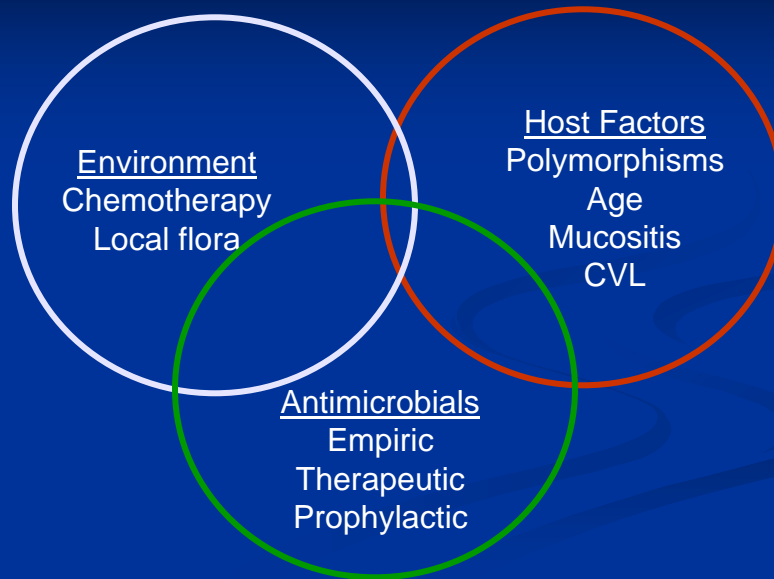 Environment
Chemotherapy
Local flora
Host Factors
Polymorphisms
Age
Mucositis
CVL
Antimicrobials
Empiric
Therapeutic
Prophylactic